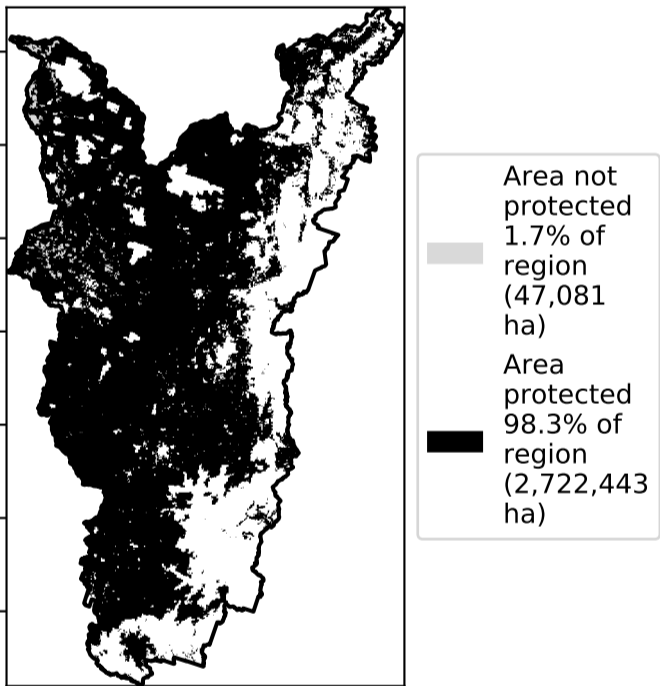 Area not
protected
1.7% of
region
(47,081
ha)
Area
protected
98.3% of
region
(2,722,443
ha)